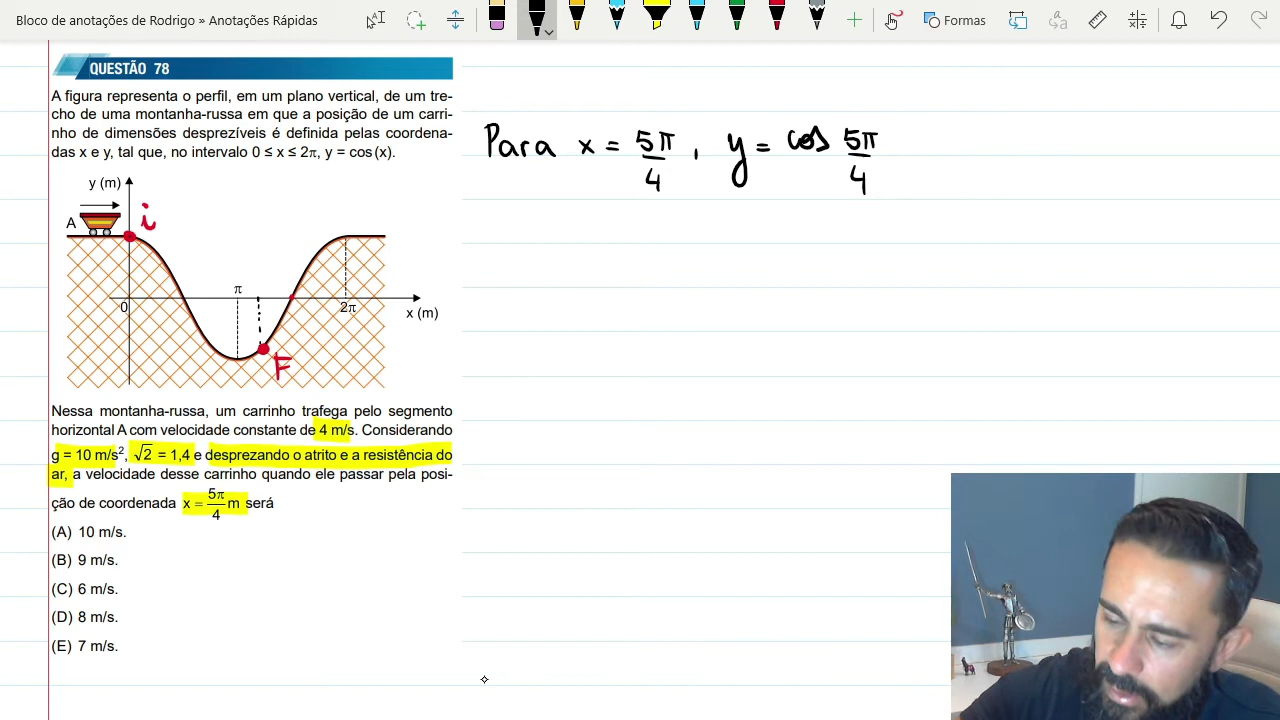 Bloco de anotações de Rodrigo » Anotações Rápidas
Formas
QUESTÃO 78
A figura representa o perfil, em um plano vertical, de um tre-
cho de uma montanha-russa em que a posição de um carri-
nho de dimensões desprezíveis é definida pelas coordena-
das x e y, tal que, no intervalo 0 ≤ x ≤ 2π, y = cos (x).
Para x = 5π/4, y = cos 5π/4
y (m)
A
i
π
0
2π
x (m)
F
Nessa montanha-russa, um carrinho trafega pelo segmento
horizontal A com velocidade constante de 4 m/s. Considerando
g = 10 m/s², √2 = 1,4 e desprezando o atrito e a resistência do
ar, a velocidade desse carrinho quando ele passar pela posi-
ção de coordenada x = 5π/4 m será
(A) 10 m/s.
(B) 9 m/s.
(C) 6 m/s.
(D) 8 m/s.
(E) 7 m/s.